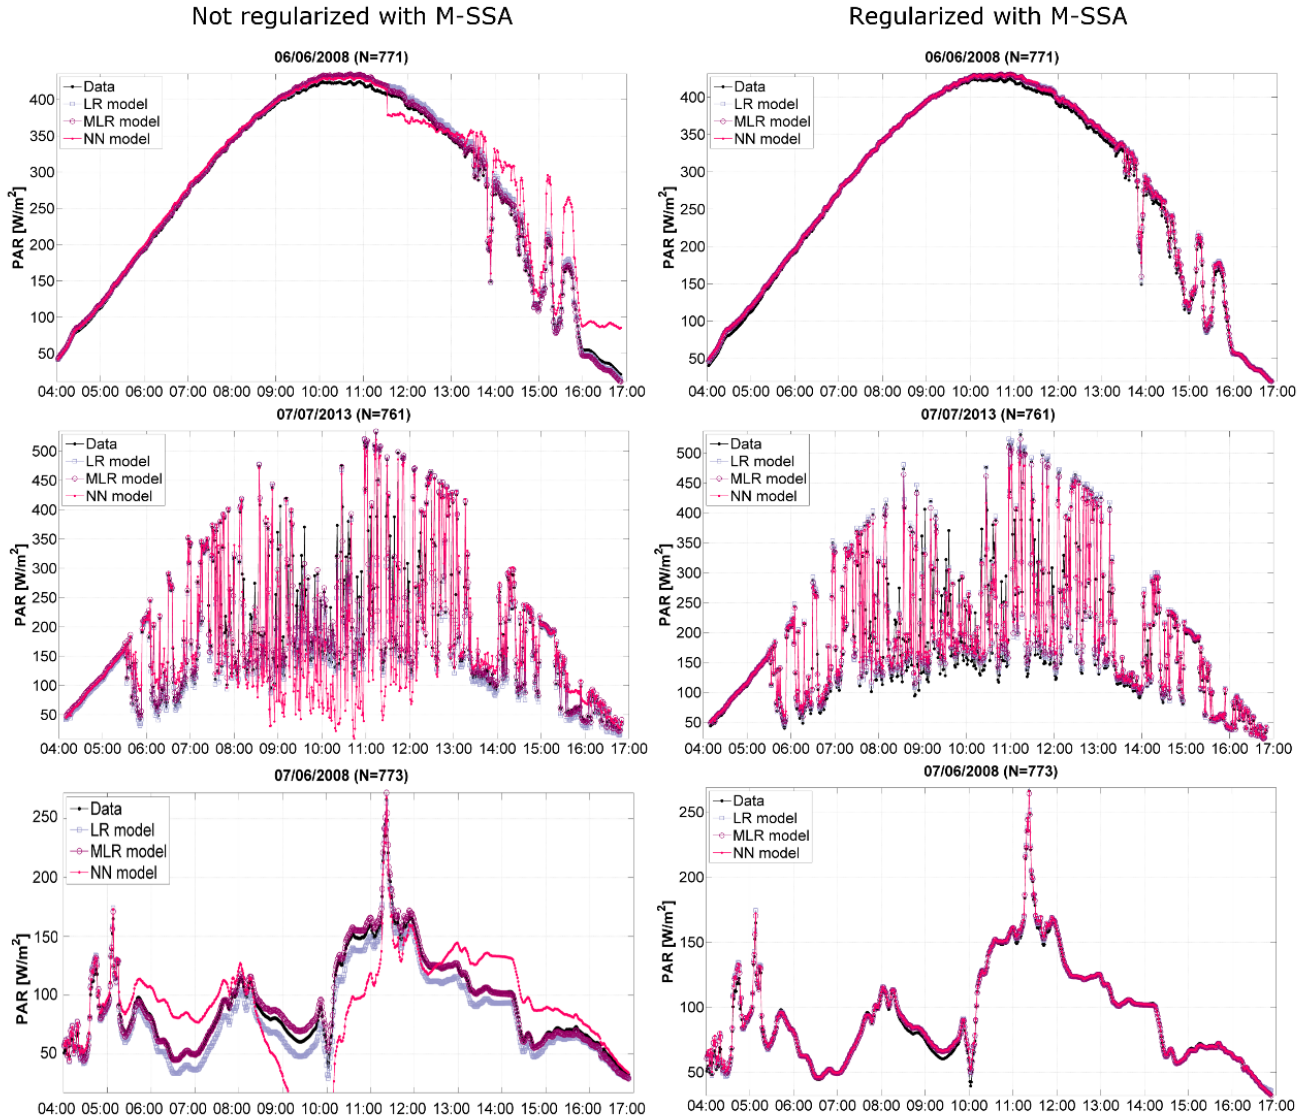 Not regularized with M-SSA
Regularized with M-SSA
06/06/2008 (N=771)
PAR [W/m²]
400
350
300
250
200
150
100
50
Data
LR model
MLR model
NN model
04:00 05:00 06:00 07:00 08:00 09:00 10:00 11:00 12:00 13:00 14:00 15:00 16:00 17:00
06/06/2008 (N=771)
PAR [W/m²]
400
350
300
250
200
150
100
50
Data
LR model
MLR model
NN model
04:00 05:00 06:00 07:00 08:00 09:00 10:00 11:00 12:00 13:00 14:00 15:00 16:00 17:00
07/07/2013 (N=761)
PAR [W/m²]
500
450
400
350
300
250
200
150
100
50
Data
LR model
MLR model
NN model
04:00 05:00 06:00 07:00 08:00 09:00 10:00 11:00 12:00 13:00 14:00 15:00 16:00 17:00
07/07/2013 (N=761)
PAR [W/m²]
500
450
400
350
300
250
200
150
100
50
Data
LR model
MLR model
NN model
04:00 05:00 06:00 07:00 08:00 09:00 10:00 11:00 12:00 13:00 14:00 15:00 16:00 17:00
07/06/2008 (N=773)
PAR [W/m²]
250
200
150
100
50
Data
LR model
MLR model
NN model
04:00 05:00 06:00 07:00 08:00 09:00 10:00 11:00 12:00 13:00 14:00 15:00 16:00 17:00
07/06/2008 (N=773)
PAR [W/m²]
250
200
150
100
50
Data
LR model
MLR model
NN model
04:00 05:00 06:00 07:00 08:00 09:00 10:00 11:00 12:00 13:00 14:00 15:00 16:00 17:00